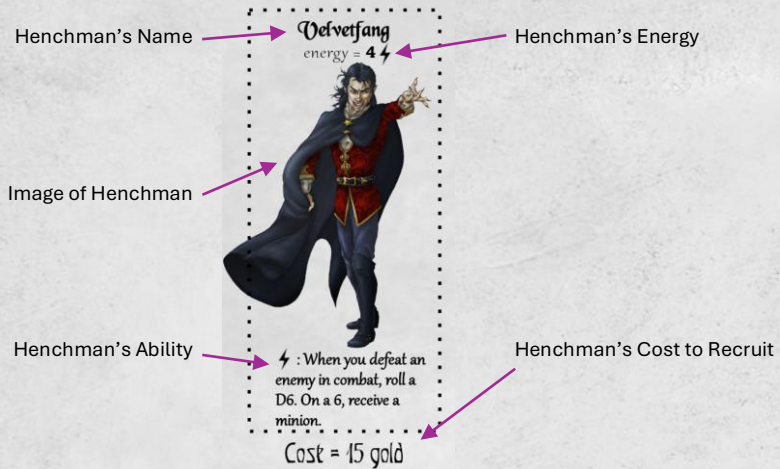 Henchman’s Name
Velvetfang
energy = 4
Henchman’s Energy
Image of Henchman
Henchman’s Ability
: When you defeat an
enemy in combat, roll a
D6. On a 6, receive a
minion.
Henchman’s Cost to Recruit
Cost = 15 gold